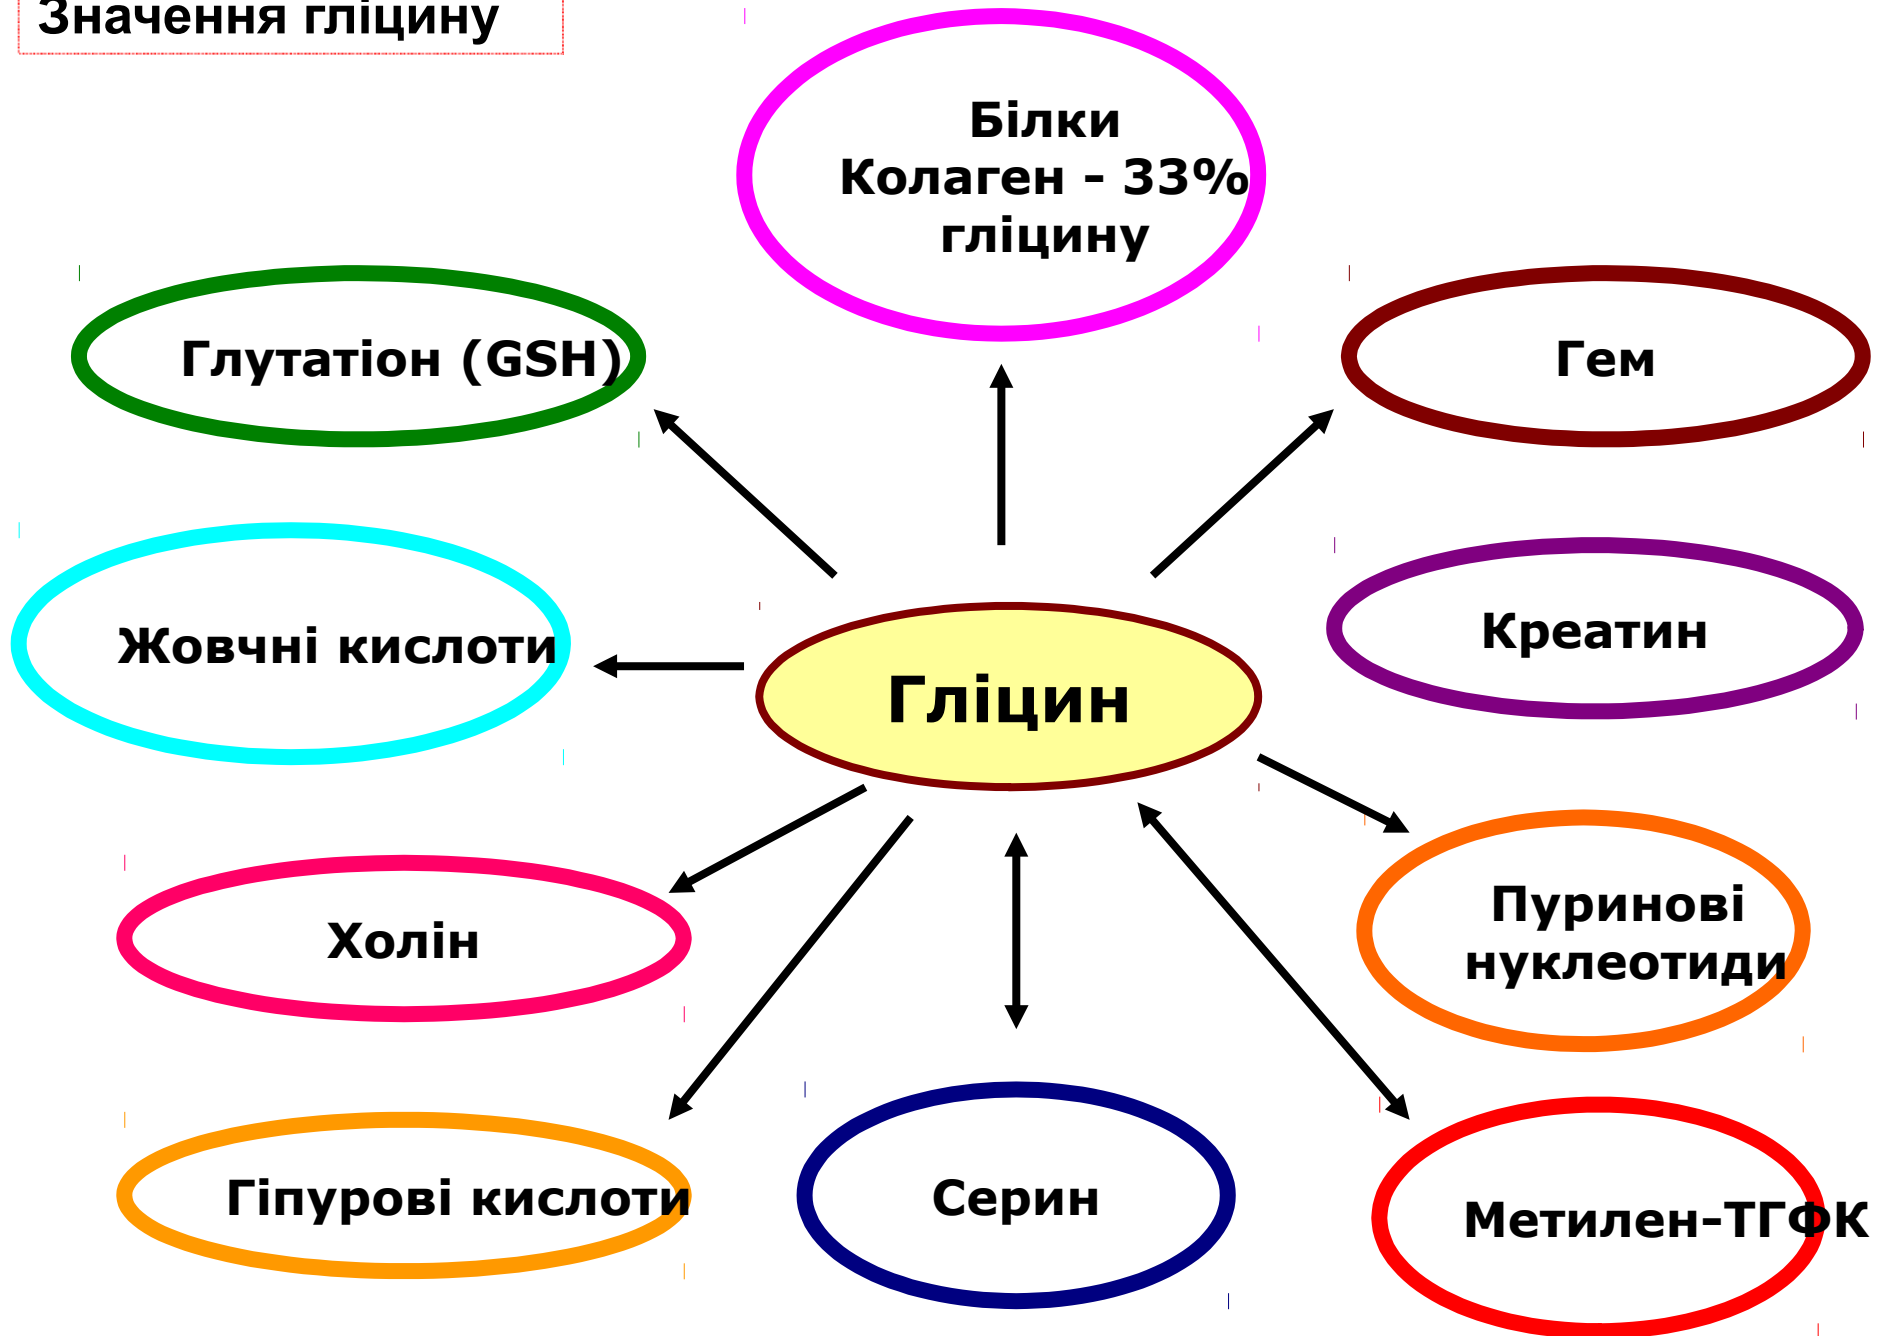 Значення гліцину
Білки
Колаген – 33%
гліцину
Глутатіон (GSH)
Гем
Жовчні кислоти
Креатин
Гліцин
Холін
Пуринові
нуклеотиди
Гіпурові кислоти
Серин
Метилен-ТГФК